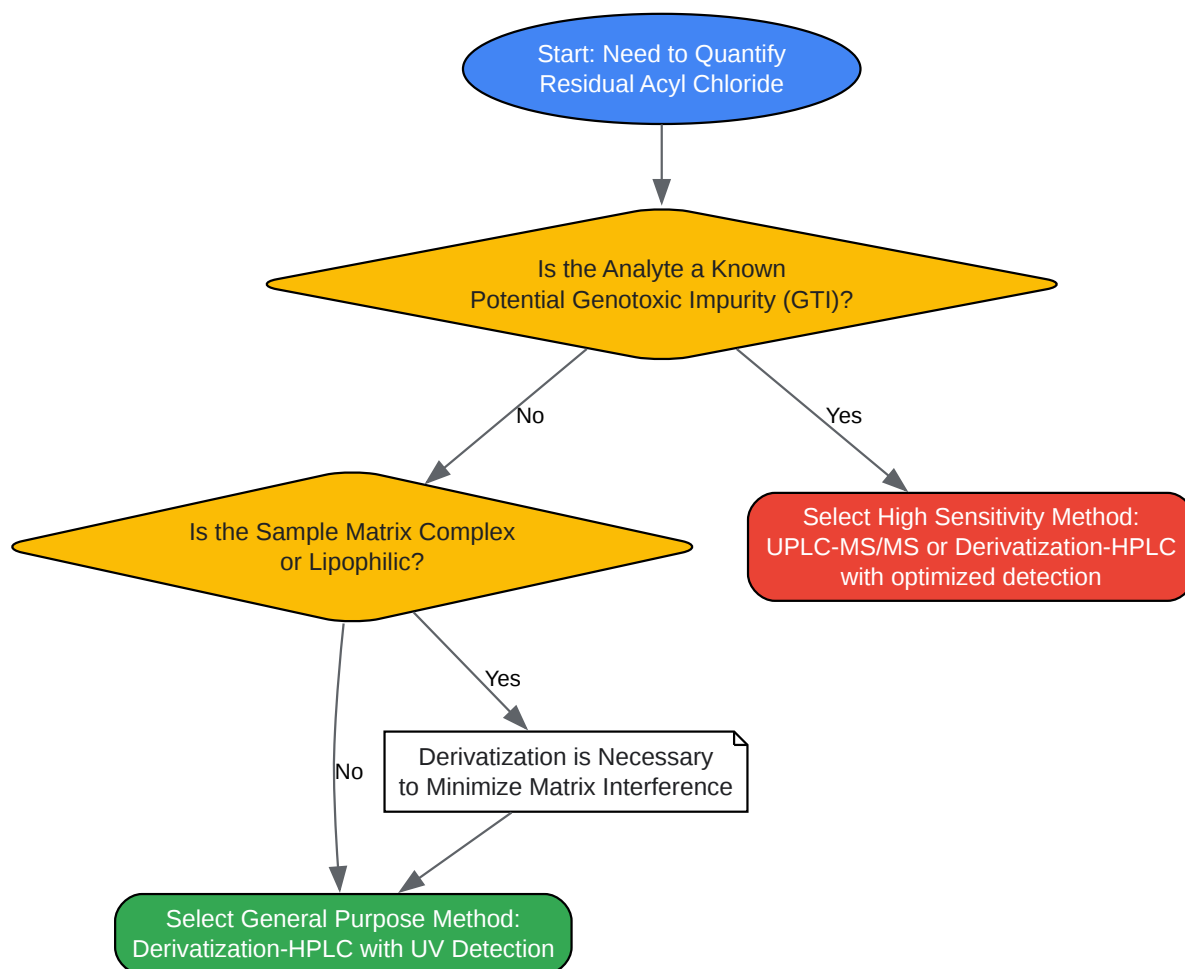 Start: Need to Quantify
Residual Acyl Chloride
Is the Analyte a Known
Potential Genotoxic Impurity (GTI)?
No
Yes
Is the Sample Matrix Complex
or Lipophilic?
Select High Sensitivity Method:
UPLC-MS/MS or Derivatization-HPLC
with optimized detection
Yes
No
Derivatization is Necessary
to Minimize Matrix Interference
Select General Purpose Method:
Derivatization-HPLC with UV Detection